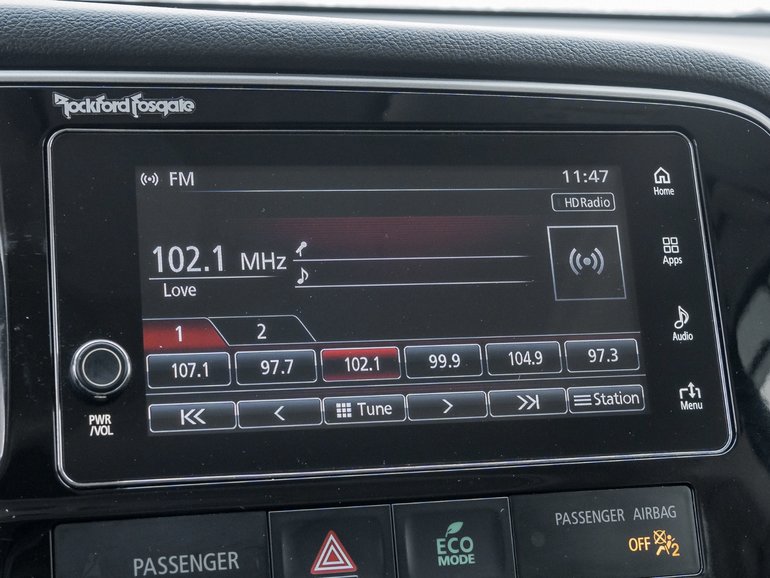 Rockford Fosgate
FM 11:47
HD Radio
Home
102.1 MHz
Love
Apps
1 2
Audio
107.1 97.7 102.1 99.9 104.9 97.3
Tune Station
Menu
PWR
/VOL
PASSENGER
ECO
MODE
PASSENGER AIRBAG
OFF 2